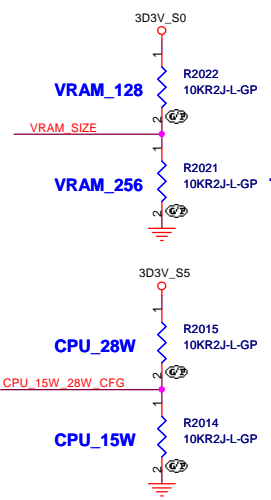 3D3V_S0
1
R2022
VRAM_128
10KR2J-L-GP
2
VRAM_SIZE
1
R2021
VRAM_256
10KR2J-L-GP
2
3D3V_S5
1
R2015
CPU_28W
10KR2J-L-GP
2
CPU_15W_28W_CFG
1
R2014
CPU_15W
10KR2J-L-GP
2